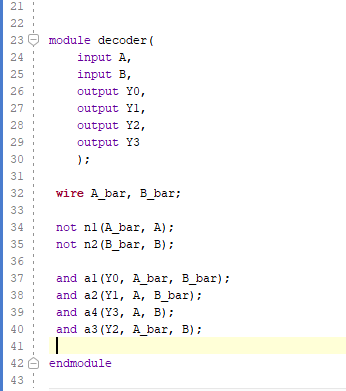 21
22
23 module decoder(
24 input A,
25 input B,
26 output Y0,
27 output Y1,
28 output Y2,
29 output Y3
30 );
31
32 wire A_bar, B_bar;
33
34 not n1(A_bar, A);
35 not n2(B_bar, B);
36
37 and a1(Y0, A_bar, B_bar);
38 and a2(Y1, A, B_bar);
39 and a4(Y3, A, B);
40 and a3(Y2, A_bar, B);
41
42 endmodule
43